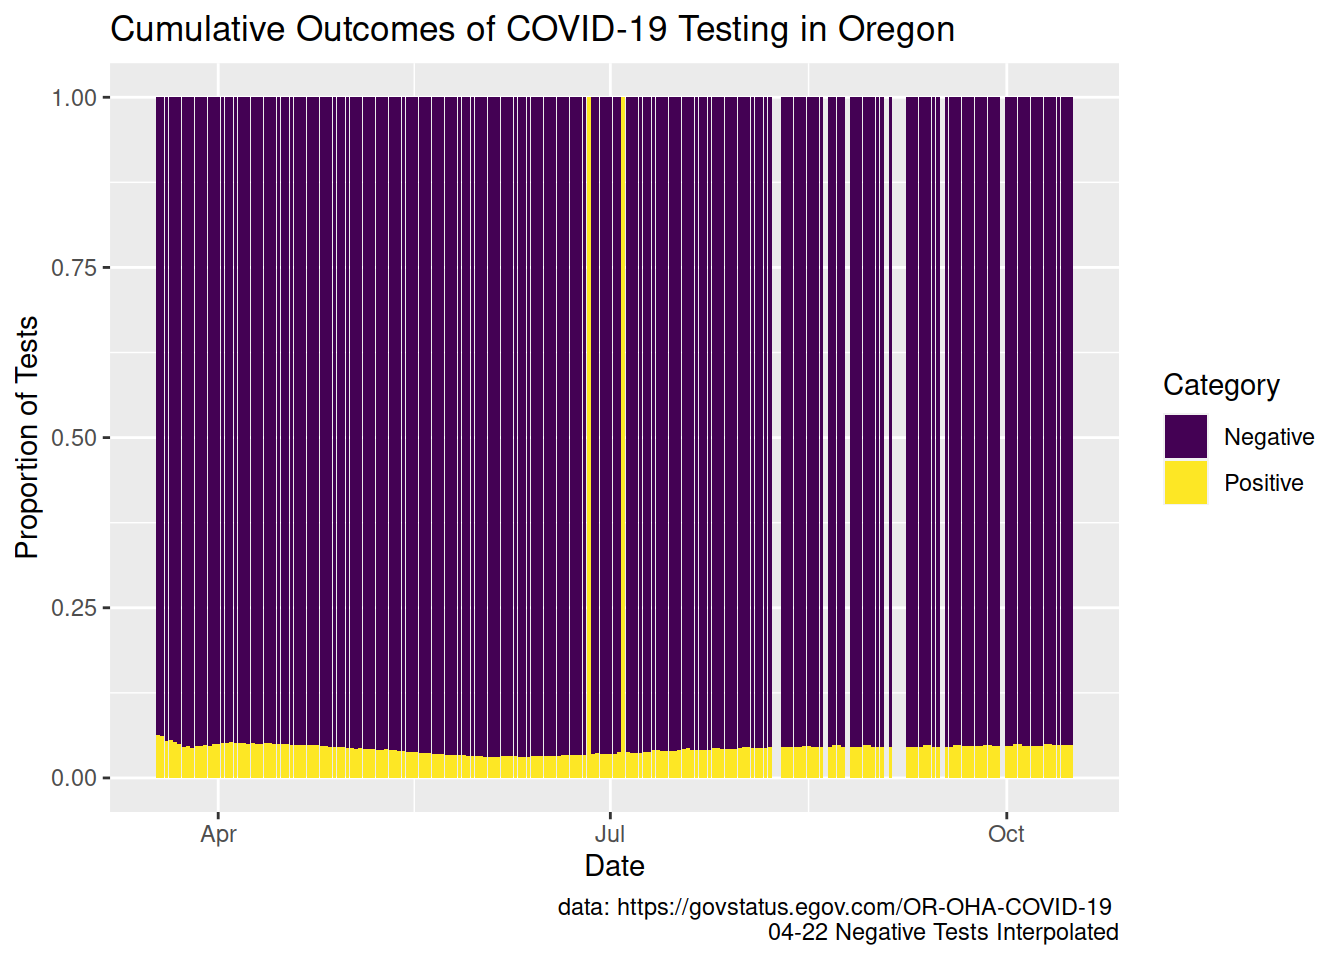 Cumulative Outcomes of COVID-19 Testing in Oregon
1.00
0.75
0.50
0.25
0.00
Proportion of Tests
Apr
Jul
Oct
Date
Category
Negative
Positive
data: https://govstatus.egov.com/OR-OHA-COVID-19
04-22 Negative Tests Interpolated